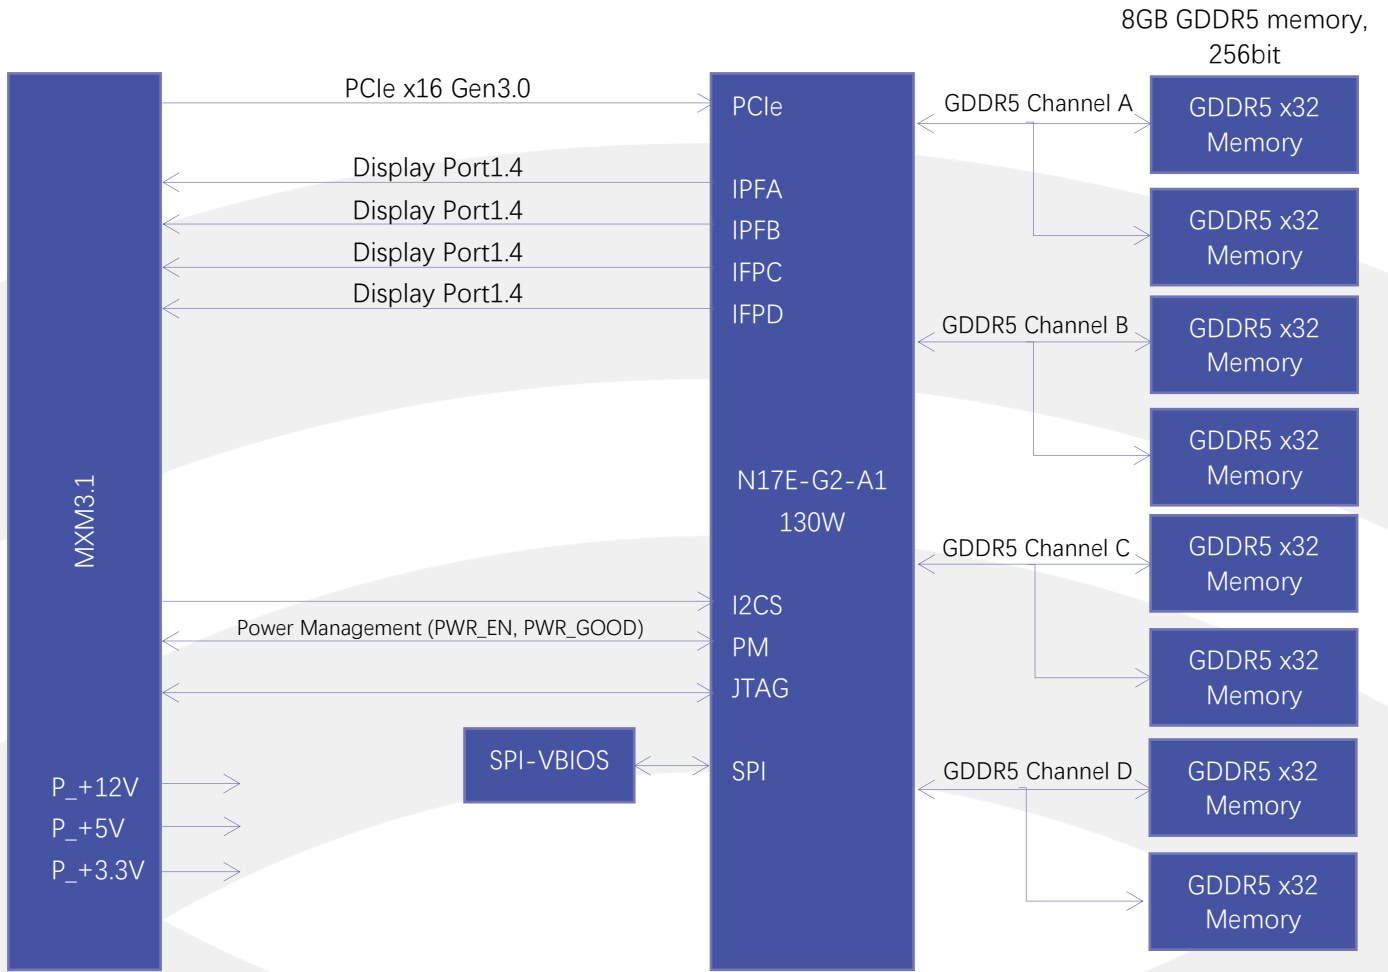 8GB GDDR5 memory,
256bit
MXM3.1
P_+12V
P_+5V
P_+3.3V
PCIe x16 Gen3.0
Display Port1.4
Display Port1.4
Display Port1.4
Display Port1.4
Power Management (PWR_EN, PWR_GOOD)
SPI-VBIOS
PCIe
IPFA
IPFB
IFPC
IFPD
N17E-G2-A1
130W
I2CS
PM
JTAG
SPI
GDDR5 Channel A
GDDR5 x32
Memory
GDDR5 x32
Memory
GDDR5 Channel B
GDDR5 x32
Memory
GDDR5 x32
Memory
GDDR5 Channel C
GDDR5 x32
Memory
GDDR5 x32
Memory
GDDR5 Channel D
GDDR5 x32
Memory
GDDR5 x32
Memory